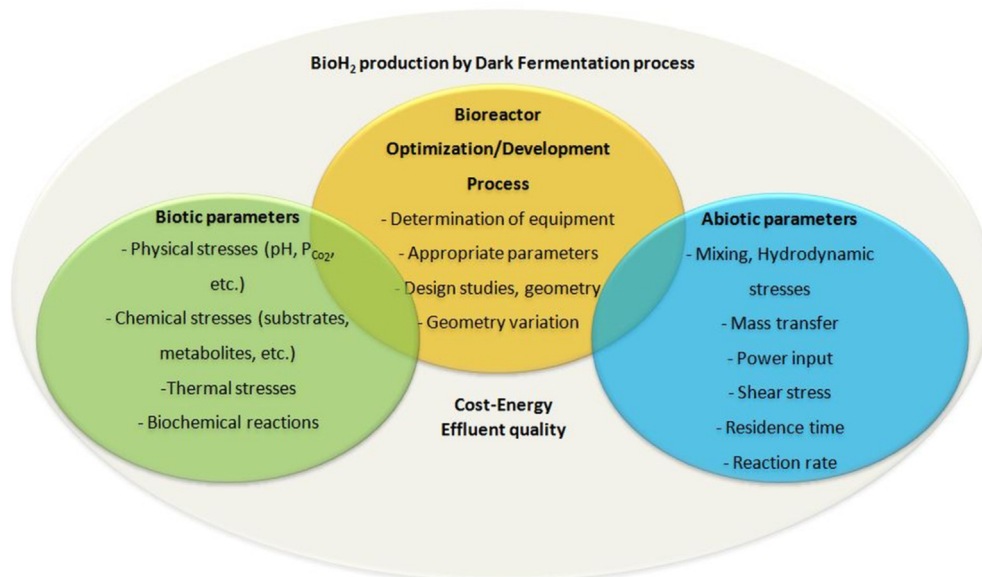 BioH₂ production by Dark Fermentation process
Bioreactor
Optimization/Development
Process
- Determination of equipment
- Appropriate parameters
- Design studies, geometry
- Geometry variation
Biotic parameters
- Physical stresses (pH, P_Co2,
etc.)
- Chemical stresses (substrates,
metabolites, etc.)
-Thermal stresses
- Biochemical reactions
Abiotic parameters
- Mixing, Hydrodynamic
stresses
- Mass transfer
- Power input
- Shear stress
- Residence time
- Reaction rate
Cost-Energy
Effluent quality